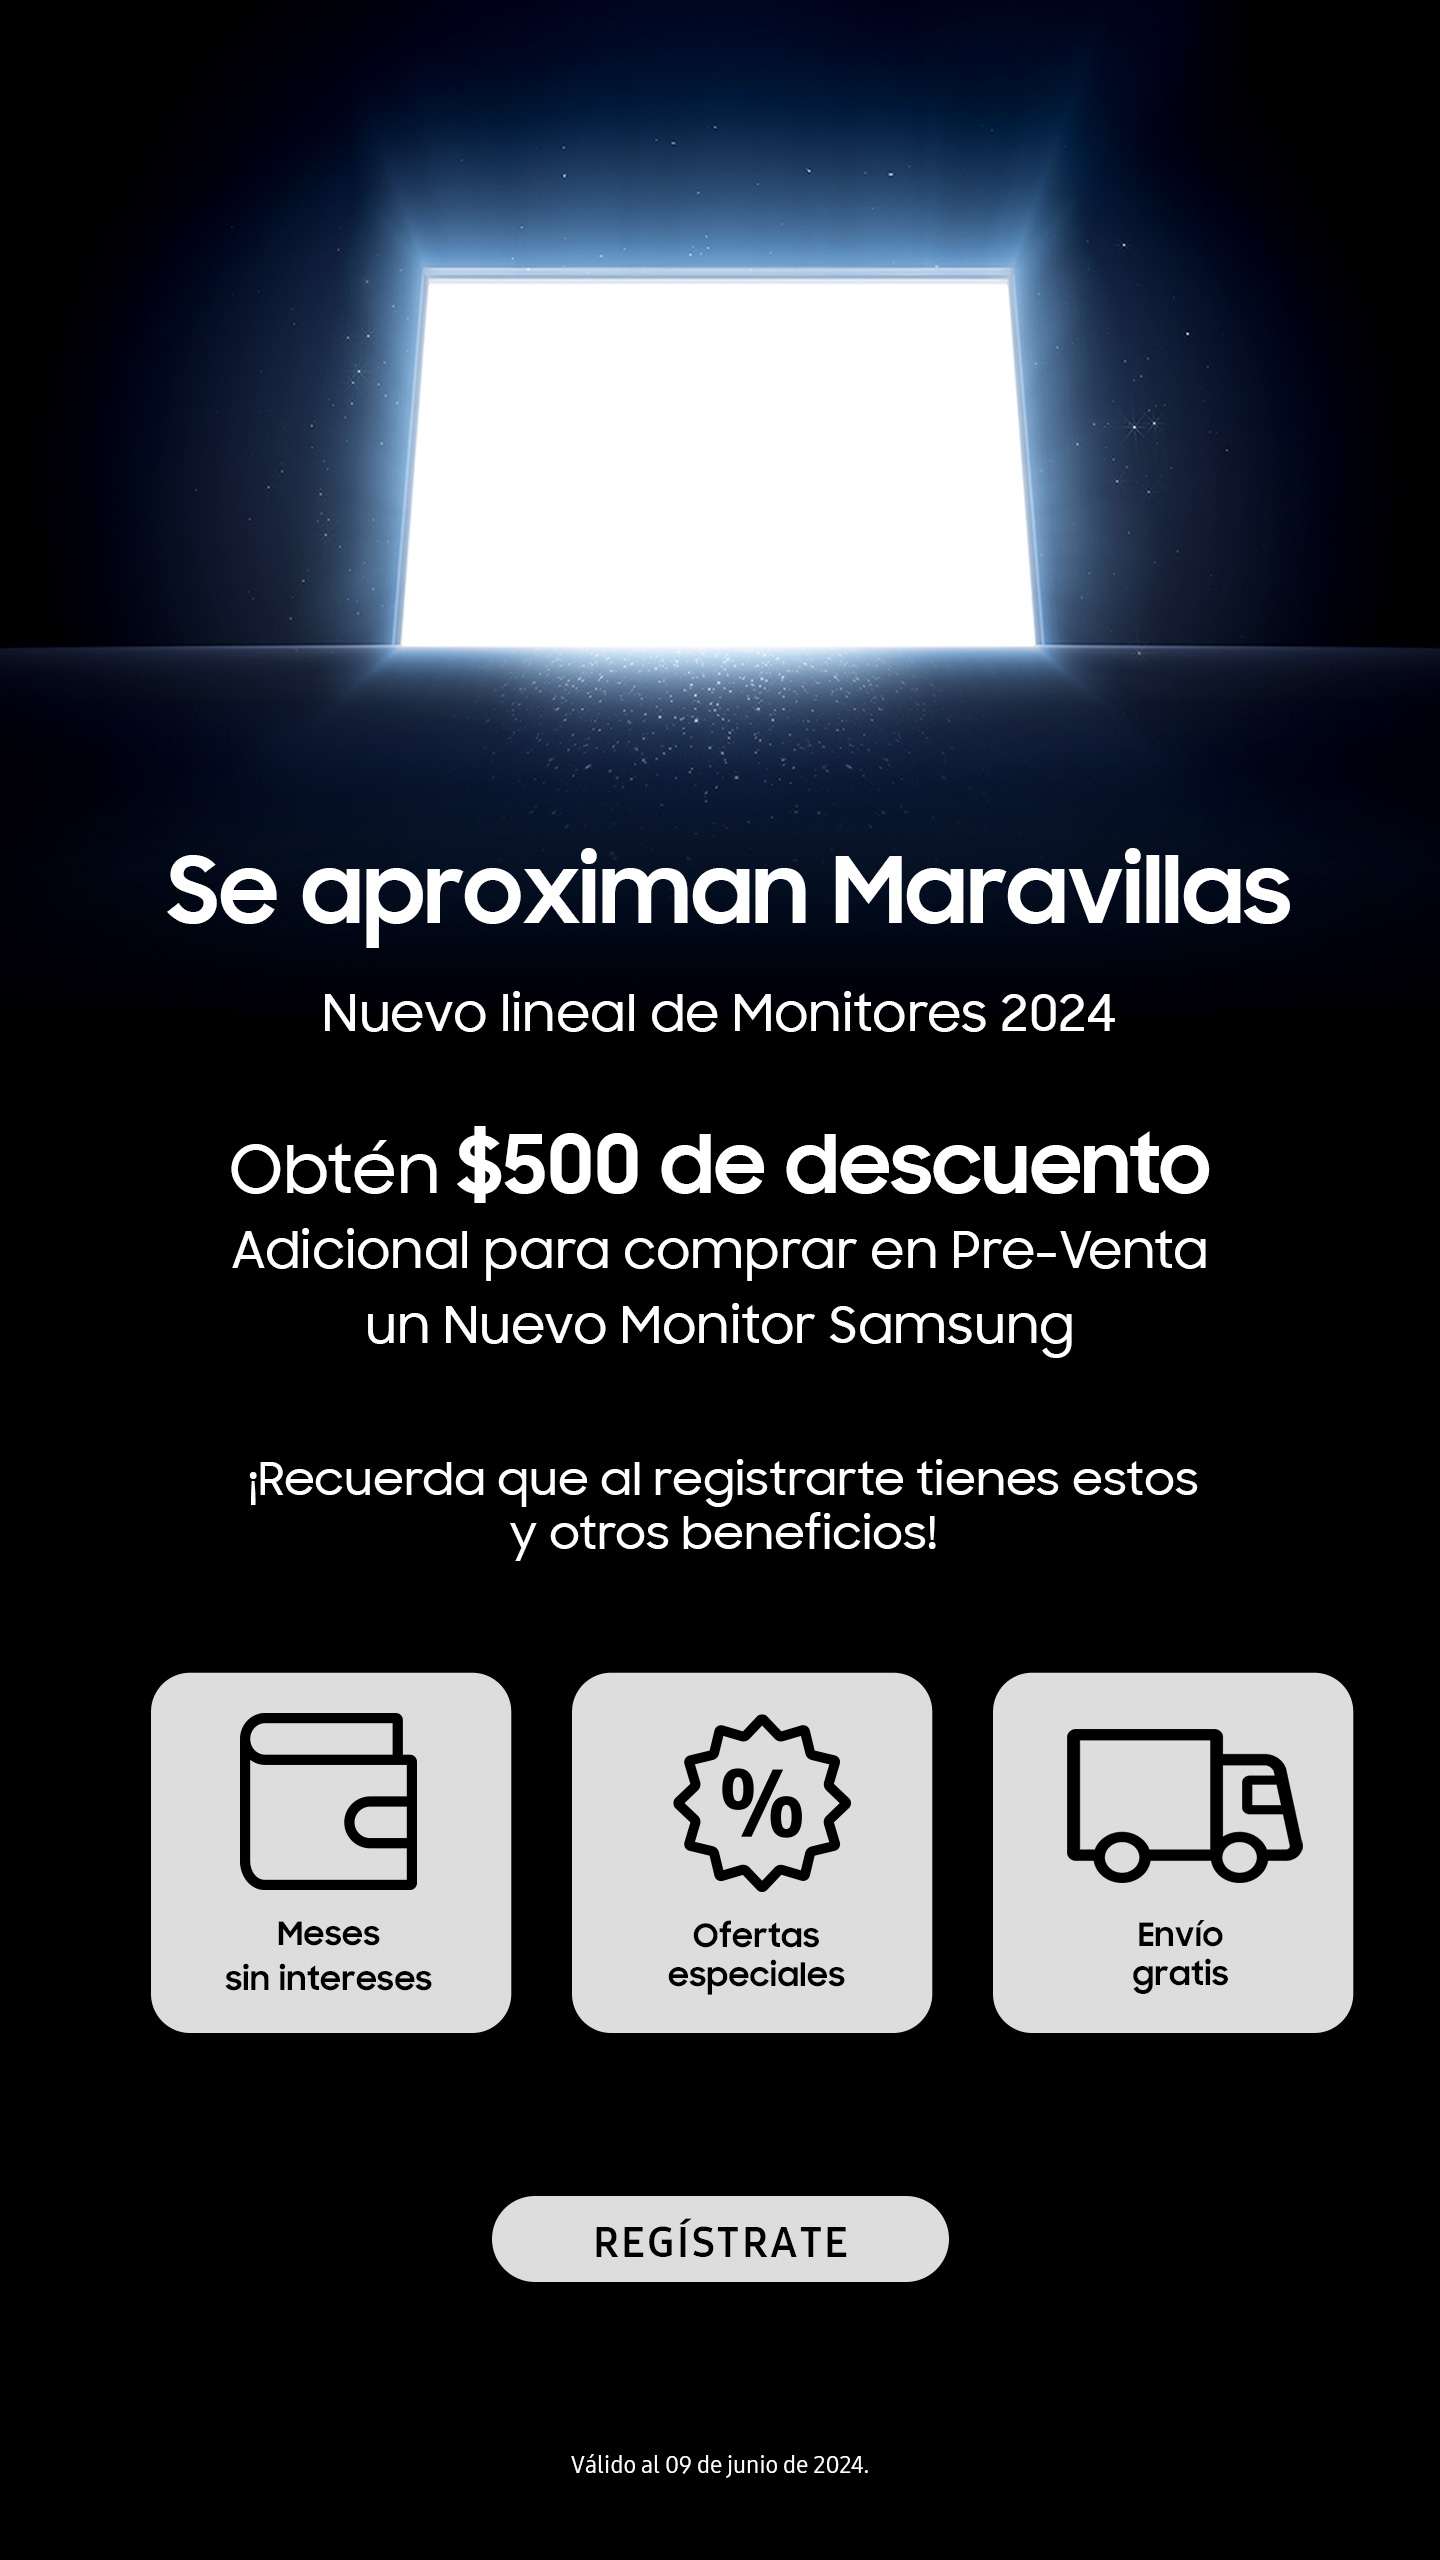 Se aproximan Maravillas
Nuevo lineal de Monitores 2024
Obtén $500 de descuento
Adicional para comprar en Pre-Venta
un Nuevo Monitor Samsung
¡Recuerda que al registrarte tienes estos
y otros beneficios!
Meses
sin intereses
%
Ofertas
especiales
Envío
gratis
REGÍSTRATE
Válido al 09 de junio de 2024.